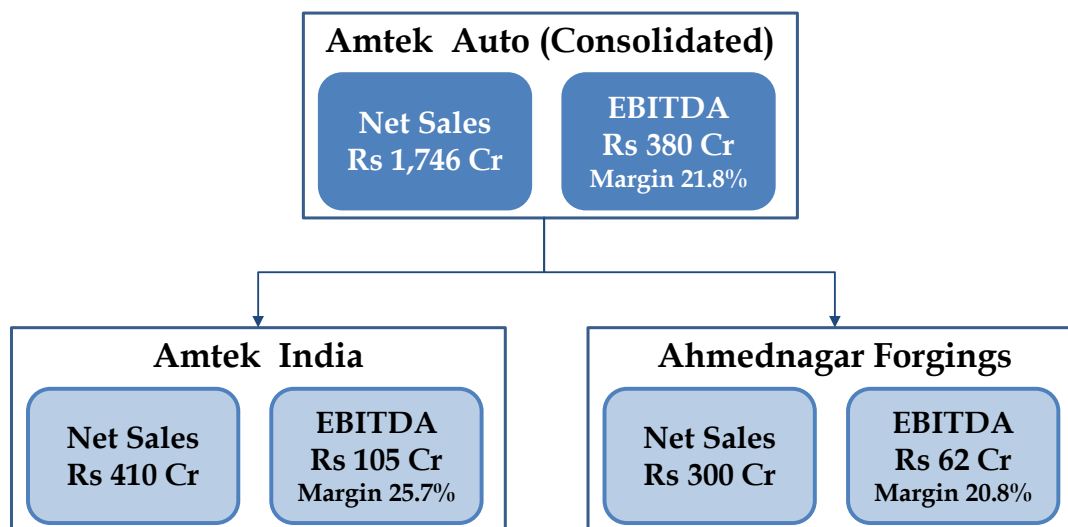 Amtek Auto (Consolidated)
Net Sales
Rs 1,746 Cr
EBITDA
Rs 380 Cr
Margin 21.8%
Amtek India
Net Sales
Rs 410 Cr
EBITDA
Rs 105 Cr
Margin 25.7%
Ahmednagar Forgings
Net Sales
Rs 300 Cr
EBITDA
Rs 62 Cr
Margin 20.8%